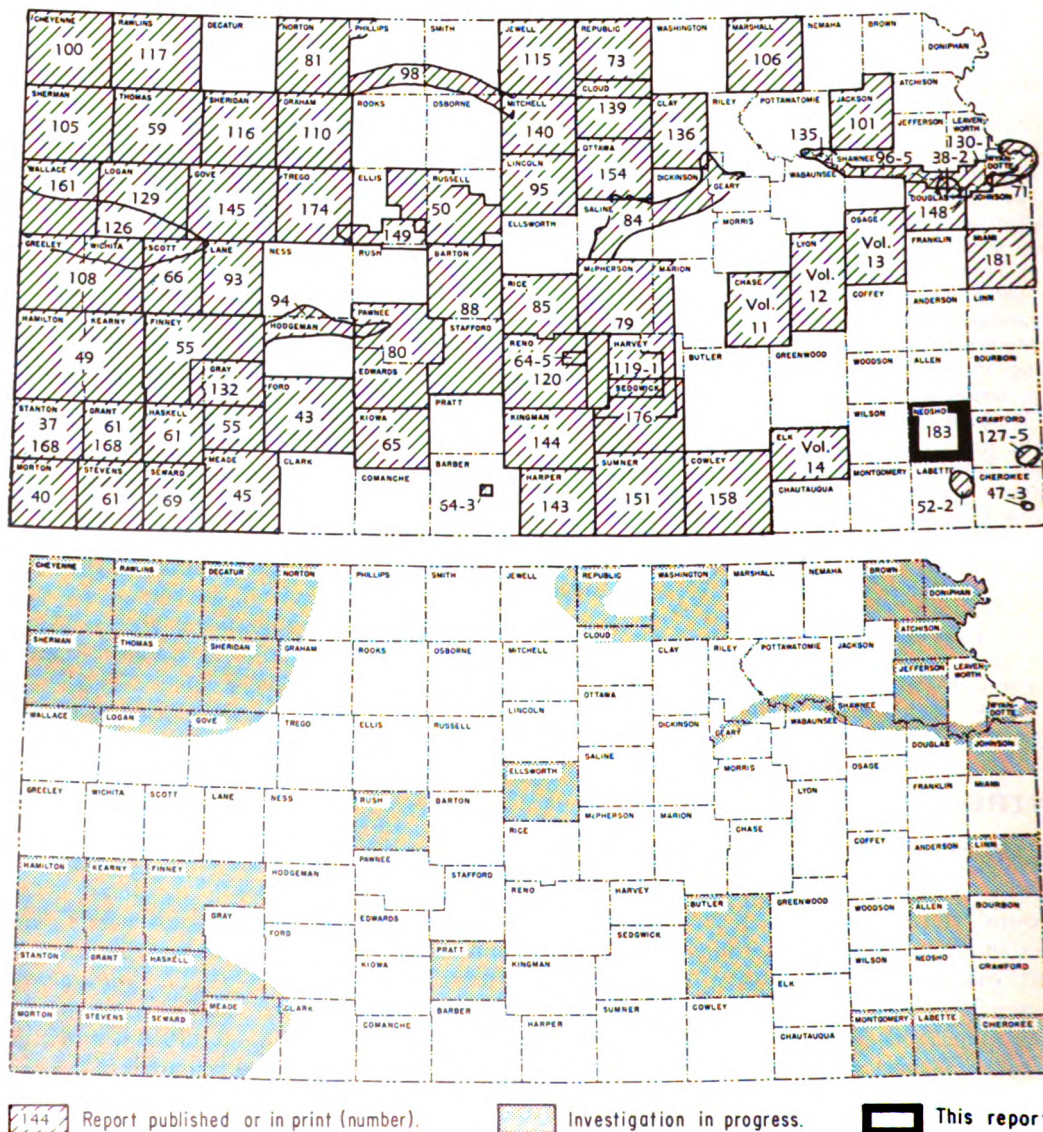 CHEYENNE RAWLINS DECATUR NORTON PHILLIPS SMITH JEWELL REPUBLIC WASHINGTON MARSHALL NEMAHA BROWN
DONIPHAN
100 117 81 98 115 73 106
CLOUD ATCHISON
SHERMAN THOMAS SHERIDAN GRAHAM ROOKS OSBORNE MITCHELL CLAY RILEY POTTAWATOMIE JACKSON
JEFFERSON LEAVEN-WORTH
105 59 116 110 140 139 136 135 101 130-
OTTAWA
SHAWNEE 96-5 38-2 WYAN-DOTTE
WALLACE LOGAN GOVE TREGO ELLIS RUSSELL LINCOLN DICKINSON GEARY WABAUNSEE DOUGLAS JOHNSON
161 129 145 174 50 95 154 148 71
126 149 ELLSWORTH SALINE 84 MORRIS OSAGE
GREELEY WICHITA SCOTT LANE NESS RUSH BARTON McPHERSON MARION LYON FRANKLIN MIAMI
108 66 93 88 Vol. 12 Vol. 13 181
94 PAWNEE RICE CHASE COFFEY ANDERSON LINN
85 79 Vol. 11
HAMILTON KEARNY FINNEY HODGEMAN STAFFORD
49 55 80 RENO HARVEY BUTLER GREENWOOD WOODSON ALLEN BOURBON
GRAY EDWARDS 64-5 119-1
132 FORD 120 SEDGWICK
STANTON GRANT HASKELL KIOWA PRATT KINGMAN 176 WILSON NEOSHO CRAWFORD
37 61 61 55 43 65 144 ELK 183 127-5
168 168 Vol. 14
MORTON STEVENS SEWARD MEADE CLARK COMANCHE BARBER HARPER SUMNER COWLEY CHAUTAUQUA MONTGOMERY LABETTE CHEROKEE
40 61 69 45 64-3 143 151 158 52-2 47-3
CHEYENNE RAWLINS DECATUR NORTON PHILLIPS SMITH JEWELL REPUBLIC WASHINGTON MARSHALL NEMAHA BROWN
DONIPHAN
CLOUD ATCHISON
SHERMAN THOMAS SHERIDAN GRAHAM ROOKS OSBORNE MITCHELL CLAY RILEY POTTAWATOMIE JACKSON
JEFFERSON LEAVEN-WORTH
OTTAWA
WALLACE LOGAN GOVE TREGO ELLIS RUSSELL LINCOLN DICKINSON GEARY WABAUNSEE SHAWNEE WYAN-DOTTE
DOUGLAS JOHNSON
ELLSWORTH SALINE MORRIS OSAGE
GREELEY WICHITA SCOTT LANE NESS RUSH BARTON LYON FRANKLIN MIAMI
RICE McPHERSON MARION CHASE
PAWNEE COFFEY ANDERSON LINN
HAMILTON KEARNY FINNEY HODGEMAN STAFFORD
RENO HARVEY BUTLER GREENWOOD WOODSON ALLEN BOURBON
GRAY EDWARDS
FORD PRATT SEDGWICK
STANTON GRANT HASKELL KIOWA KINGMAN WILSON NEOSHO CRAWFORD
ELK
MORTON STEVENS SEWARD MEADE CLARK COMANCHE BARBER HARPER SUMNER COWLEY CHAUTAUQUA MONTGOMERY LABETTE CHEROKEE
144 Report published or in print (number). Investigation in progress. This repor